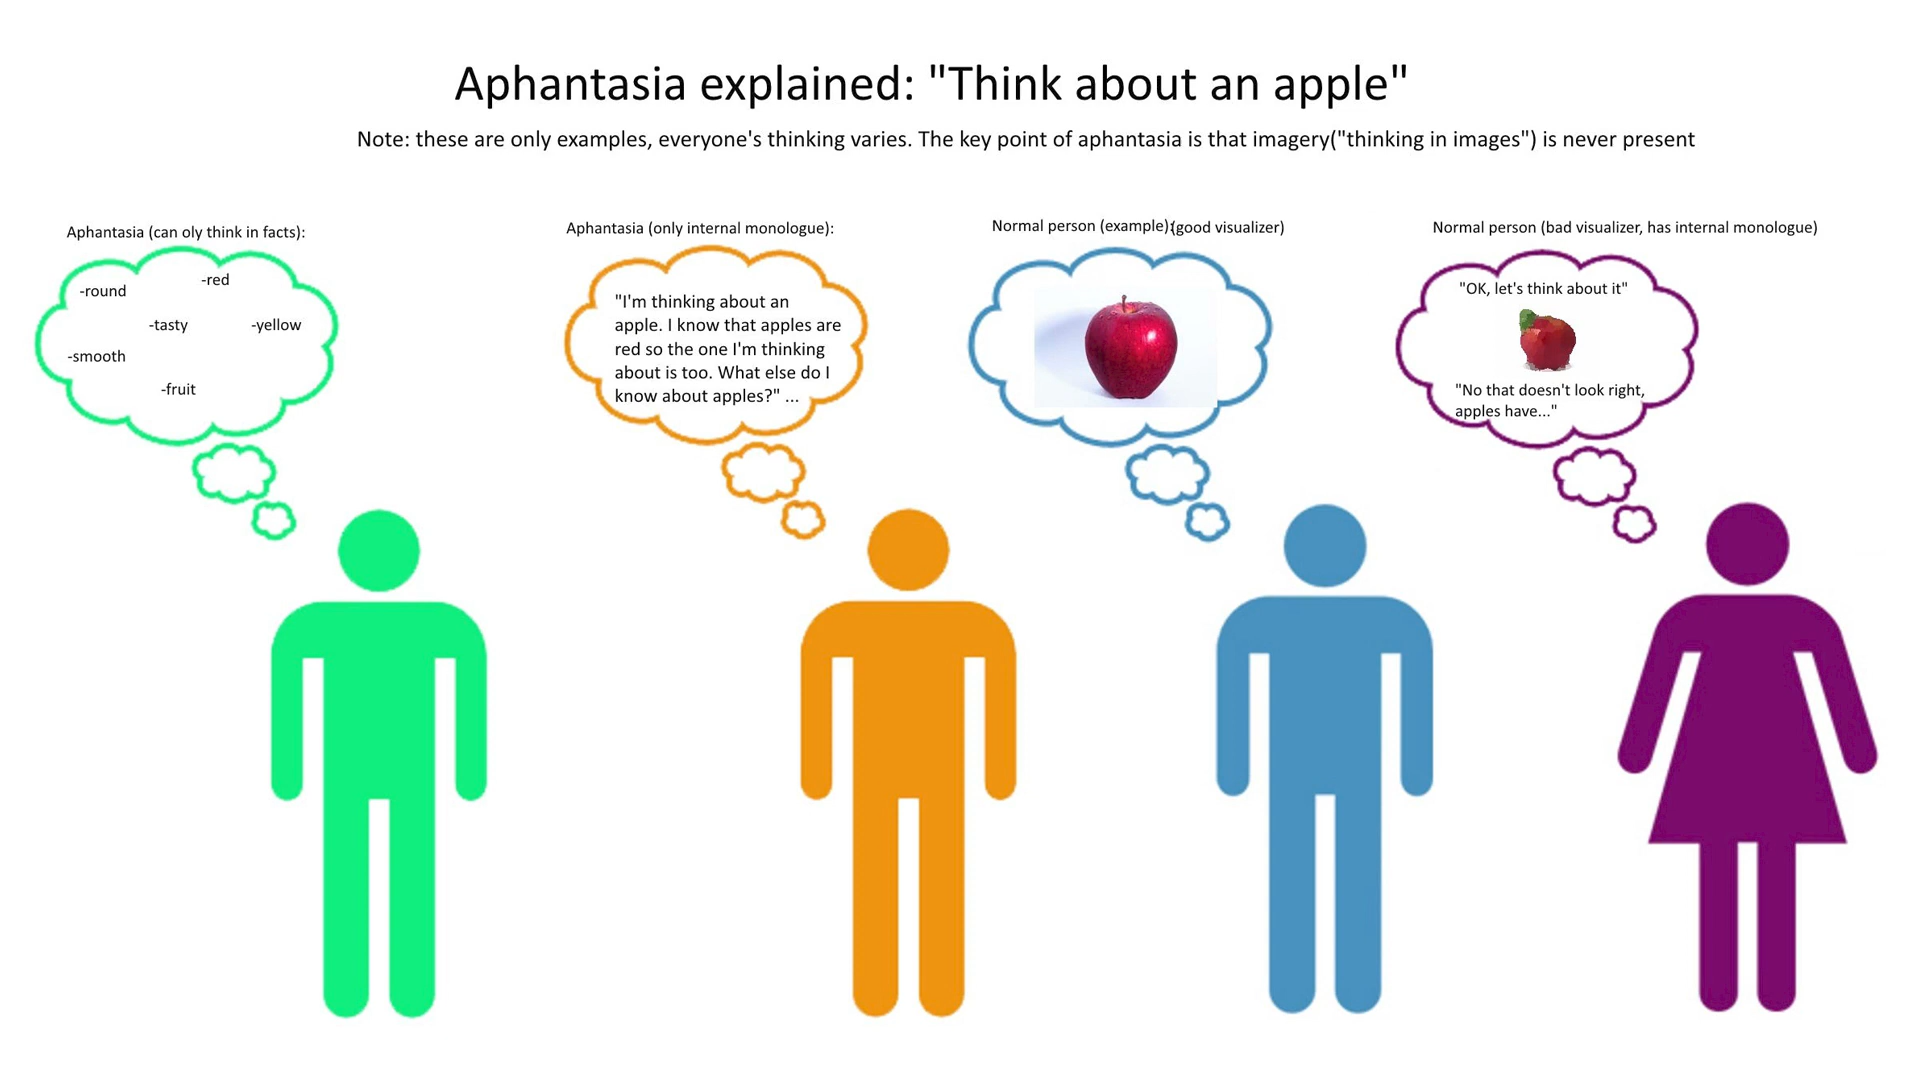 Aphantasia explained: "Think about an apple"
Note: these are only examples, everyone's thinking varies. The key point of aphantasia is that imagery("thinking in images") is never present
Aphantasia (can oly think in facts):
-red
-round
-tasty
-yellow
-smooth
-fruit
Aphantasia (only internal monologue):
"I'm thinking about an
apple. I know that apples are
red so the one I'm thinking
about is too. What else do I
know about apples?" ...
Normal person (example):(good visualizer)
Normal person (bad visualizer, has internal monologue)
"OK, let's think about it"
"No that doesn't look right,
apples have..."